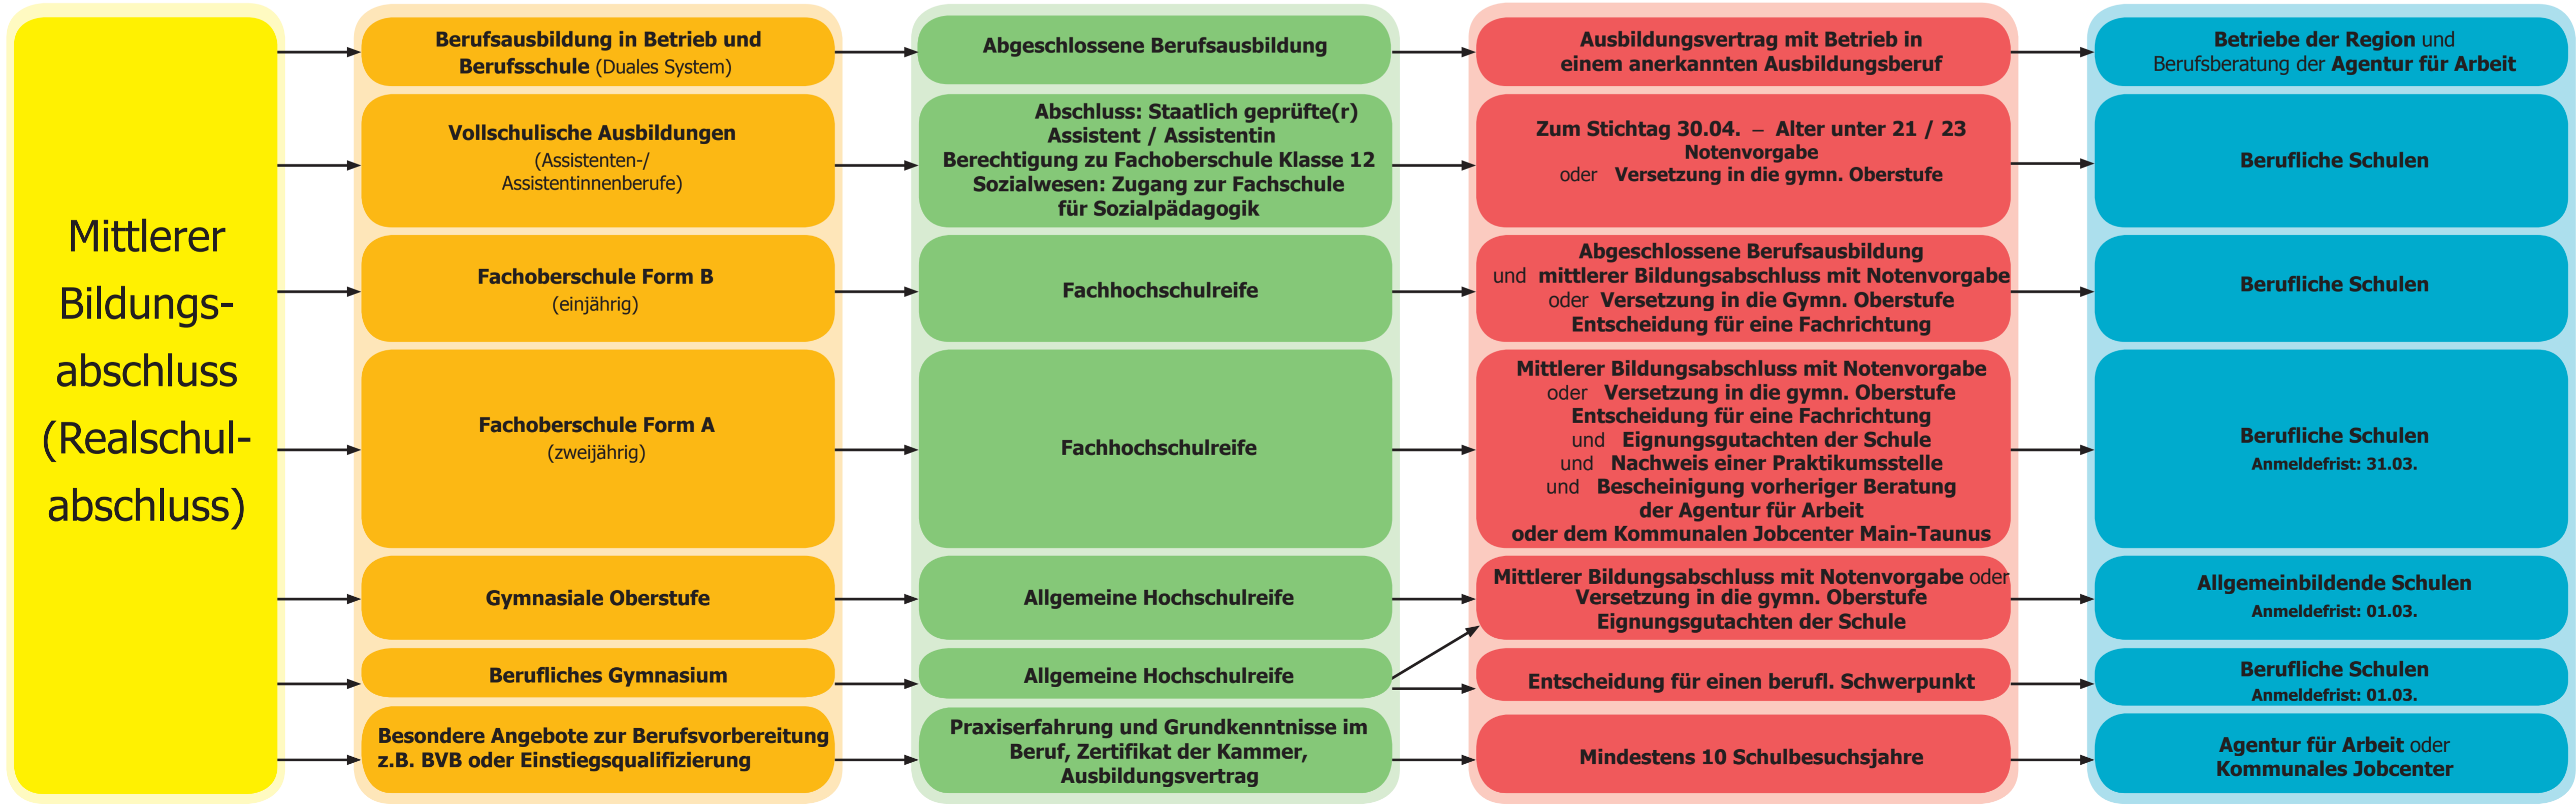 Mittlerer
Bildungs-
abschluss
(Realschul-
abschluss)
Berufsausbildung in Betrieb und
Berufsschule (Duales System)
Abgeschlossene Berufsausbildung
Ausbildungsvertrag mit Betrieb in
einem anerkannten Ausbildungsberuf
Betriebe der Region und
Berufsberatung der Agentur für Arbeit
Vollschulische Ausbildungen
(Assistenten-/
Assistentinnenberufe)
Abschluss: Staatlich geprüfte(r)
Assistent / Assistentin
Berechtigung zu Fachoberschule Klasse 12
Sozialwesen: Zugang zur Fachschule
für Sozialpädagogik
Zum Stichtag 30.04. – Alter unter 21 / 23
Notenvorgabe
oder Versetzung in die gymn. Oberstufe
Berufliche Schulen
Fachoberschule Form B
(einjährig)
Fachhochschulreife
Abgeschlossene Berufsausbildung
und mittlerer Bildungsabschluss mit Notenvorgabe
oder Versetzung in die Gymn. Oberstufe
Entscheidung für eine Fachrichtung
Berufliche Schulen
Fachoberschule Form A
(zweijährig)
Fachhochschulreife
Mittlerer Bildungsabschluss mit Notenvorgabe
oder Versetzung in die gymn. Oberstufe
Entscheidung für eine Fachrichtung
und Eignungsgutachten der Schule
und Nachweis einer Praktikumsstelle
und Bescheinigung vorheriger Beratung
der Agentur für Arbeit
oder dem Kommunalen Jobcenter Main-Taunus
Berufliche Schulen
Anmeldefrist: 31.03.
Gymnasiale Oberstufe
Allgemeine Hochschulreife
Mittlerer Bildungsabschluss mit Notenvorgabe oder
Versetzung in die gymn. Oberstufe
Eignungsgutachten der Schule
Allgemeinbildende Schulen
Anmeldefrist: 01.03.
Berufliches Gymnasium
Allgemeine Hochschulreife
Entscheidung für einen berufl. Schwerpunkt
Berufliche Schulen
Anmeldefrist: 01.03.
Besondere Angebote zur Berufsvorbereitung
z.B. BVB oder Einstiegsqualifizierung
Praxiserfahrung und Grundkenntnisse im
Beruf, Zertifikat der Kammer,
Ausbildungsvertrag
Mindestens 10 Schulbesuchsjahre
Agentur für Arbeit oder
Kommunales Jobcenter